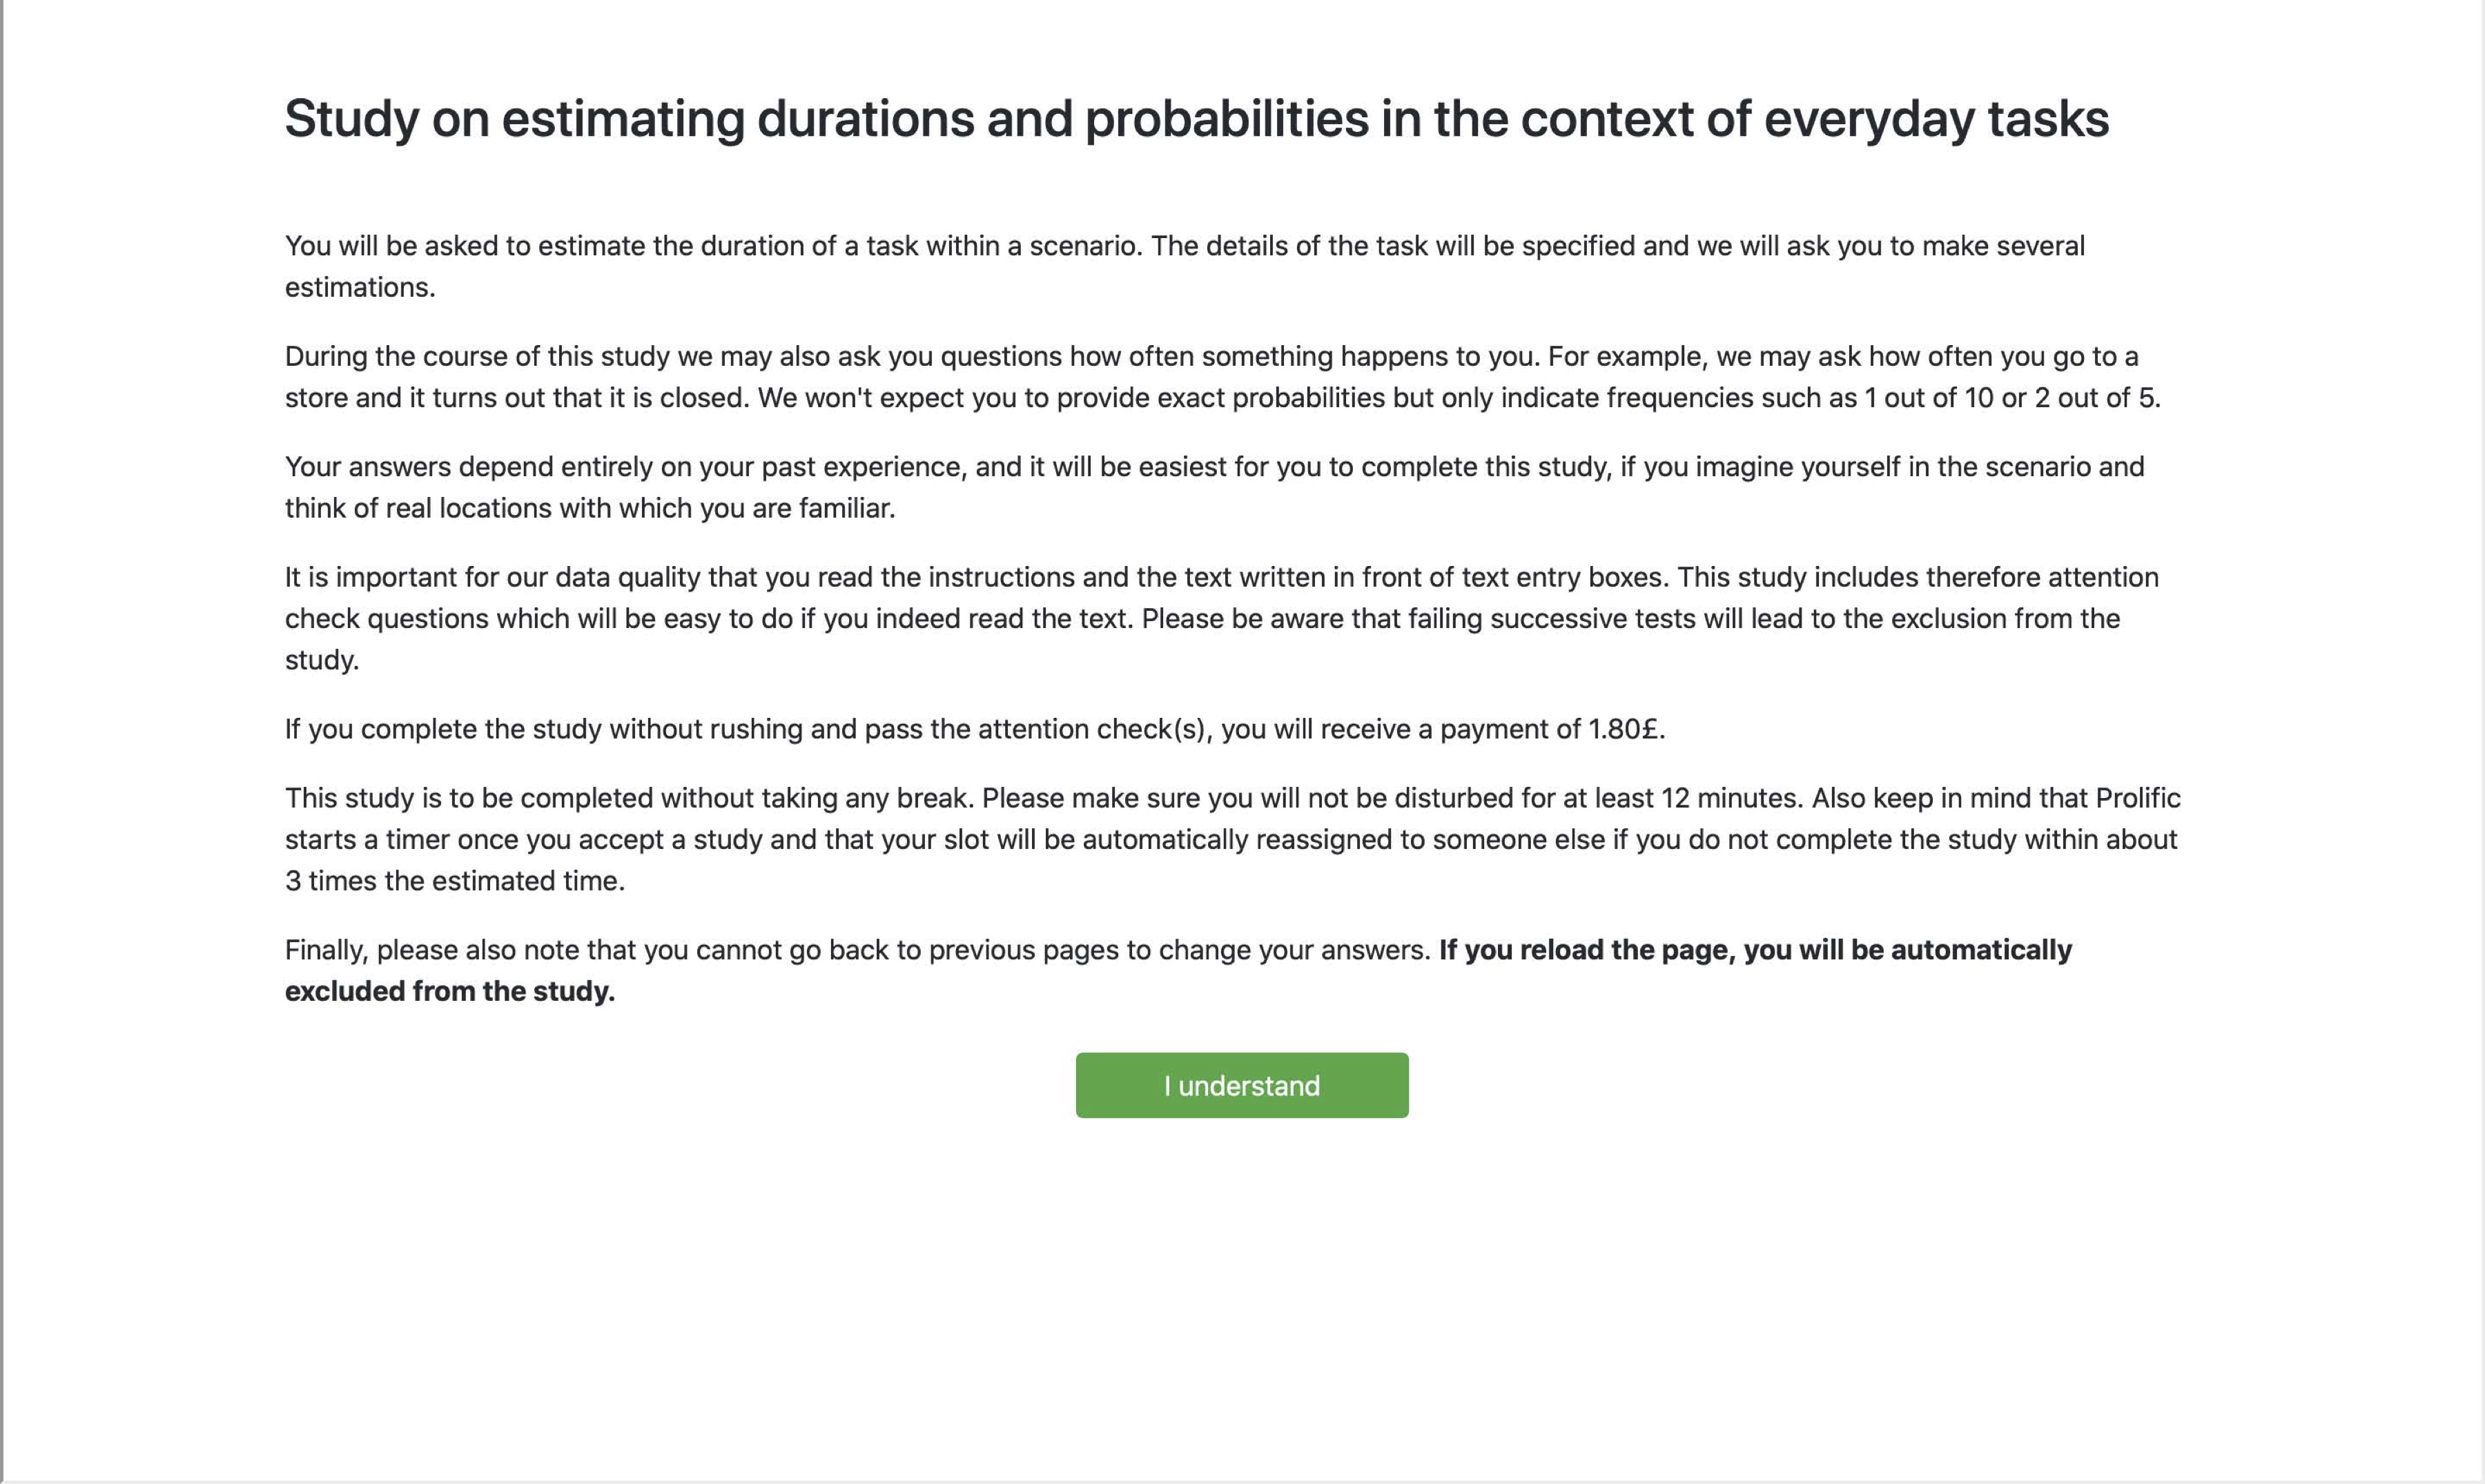 Study on estimating durations and probabilities in the context of everyday tasks
You will be asked to estimate the duration of a task within a scenario. The details of the task will be specified and we will ask you to make several
estimations.
During the course of this study we may also ask you questions how often something happens to you. For example, we may ask how often you go to a
store and it turns out that it is closed. We won't expect you to provide exact probabilities but only indicate frequencies such as 1 out of 10 or 2 out of 5.
Your answers depend entirely on your past experience, and it will be easiest for you to complete this study, if you imagine yourself in the scenario and
think of real locations with which you are familiar.
It is important for our data quality that you read the instructions and the text written in front of text entry boxes. This study includes therefore attention
check questions which will be easy to do if you indeed read the text. Please be aware that failing successive tests will lead to the exclusion from the
study.
If you complete the study without rushing and pass the attention check(s), you will receive a payment of 1.80£.
This study is to be completed without taking any break. Please make sure you will not be disturbed for at least 12 minutes. Also keep in mind that Prolific
starts a timer once you accept a study and that your slot will be automatically reassigned to someone else if you do not complete the study within about
3 times the estimated time.
Finally, please also note that you cannot go back to previous pages to change your answers. If you reload the page, you will be automatically
excluded from the study.
I understand